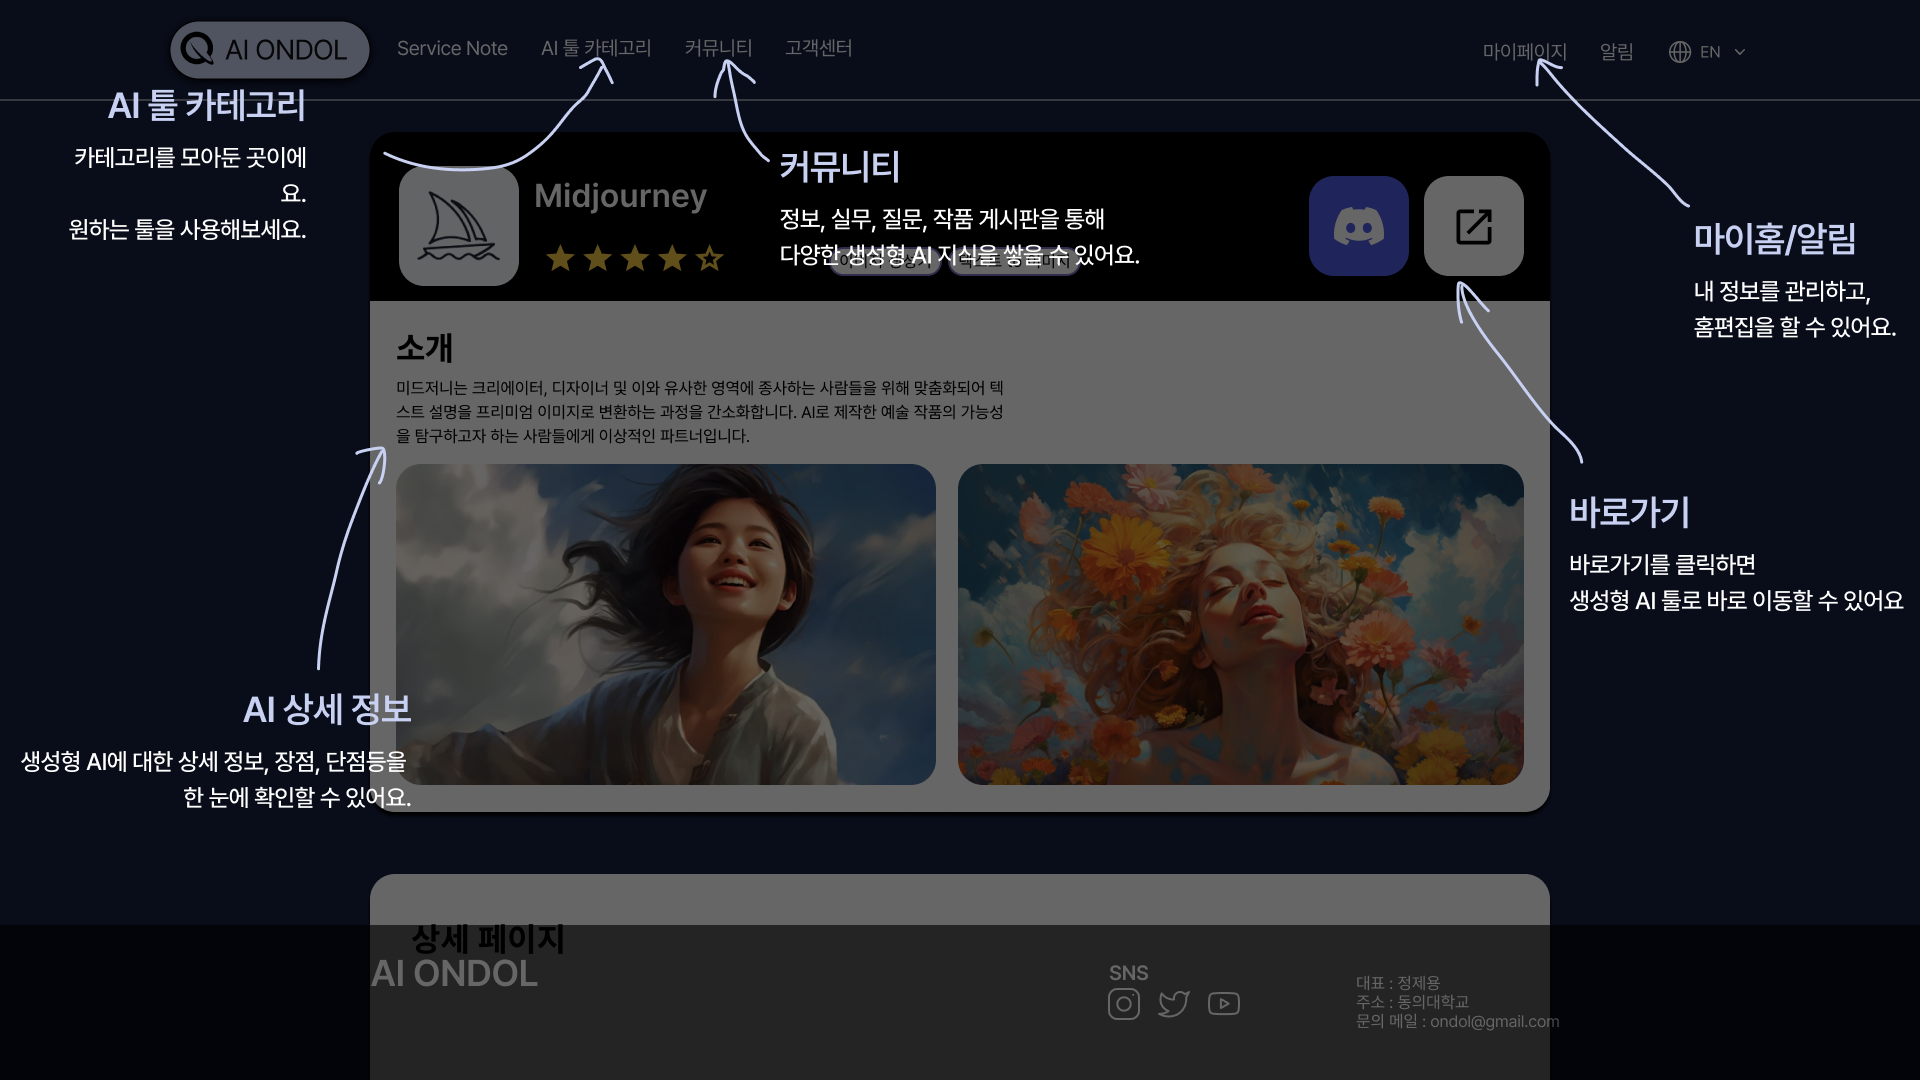 AI ONDOL
Service Note
AI 툴 카테고리
커뮤니티
고객센터
마이페이지
알림
EN
AI 툴 카테고리
카테고리를 모아둔 곳이에
요.
원하는 툴을 사용해보세요.
Midjourney
커뮤니티
정보, 실무, 질문, 작품 게시판을 통해
다양한 생성형 AI 지식을 쌓을 수 있어요.
마이홈/알림
내 정보를 관리하고,
홈편집을 할 수 있어요.
소개
미드저니는 크리에이터, 디자이너 및 이와 유사한 영역에 종사하는 사람들을 위해 맞춤화되어 텍
스트 설명을 프리미엄 이미지로 변환하는 과정을 간소화합니다. AI로 제작한 예술 작품의 가능성
을 탐구하고자 하는 사람들에게 이상적인 파트너입니다.
바로가기
바로가기를 클릭하면
생성형 AI 툴로 바로 이동할 수 있어요
AI 상세 정보
생성형 AI에 대한 상세 정보, 장점, 단점등을
한 눈에 확인할 수 있어요.
상세 페이지
AI ONDOL
SNS
대표 : 정제용
주소 : 동의대학교
문의 메일 : ondol@gmail.com